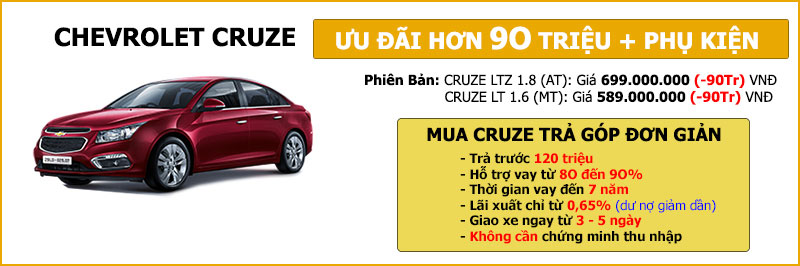 CHEVROLET CRUZE
ƯU ĐÃI HƠN 90 TRIỆU + PHỤ KIỆN
Phiên Bản: CRUZE LTZ 1.8 (AT): Giá 699.000.000 (-90Tr) VNĐ
CRUZE LT 1.6 (MT): Giá 589.000.000 (-90Tr) VNĐ
MUA CRUZE TRẢ GÓP ĐƠN GIẢN
- Trả trước 120 triệu
- Hỗ trợ vay từ 80 đến 90%
- Thời gian vay đến 7 năm
- Lãi xuất chỉ từ 0,65% (dư nợ giảm dần)
- Giao xe ngay từ 3 - 5 ngày
- Không cần chứng minh thu nhập